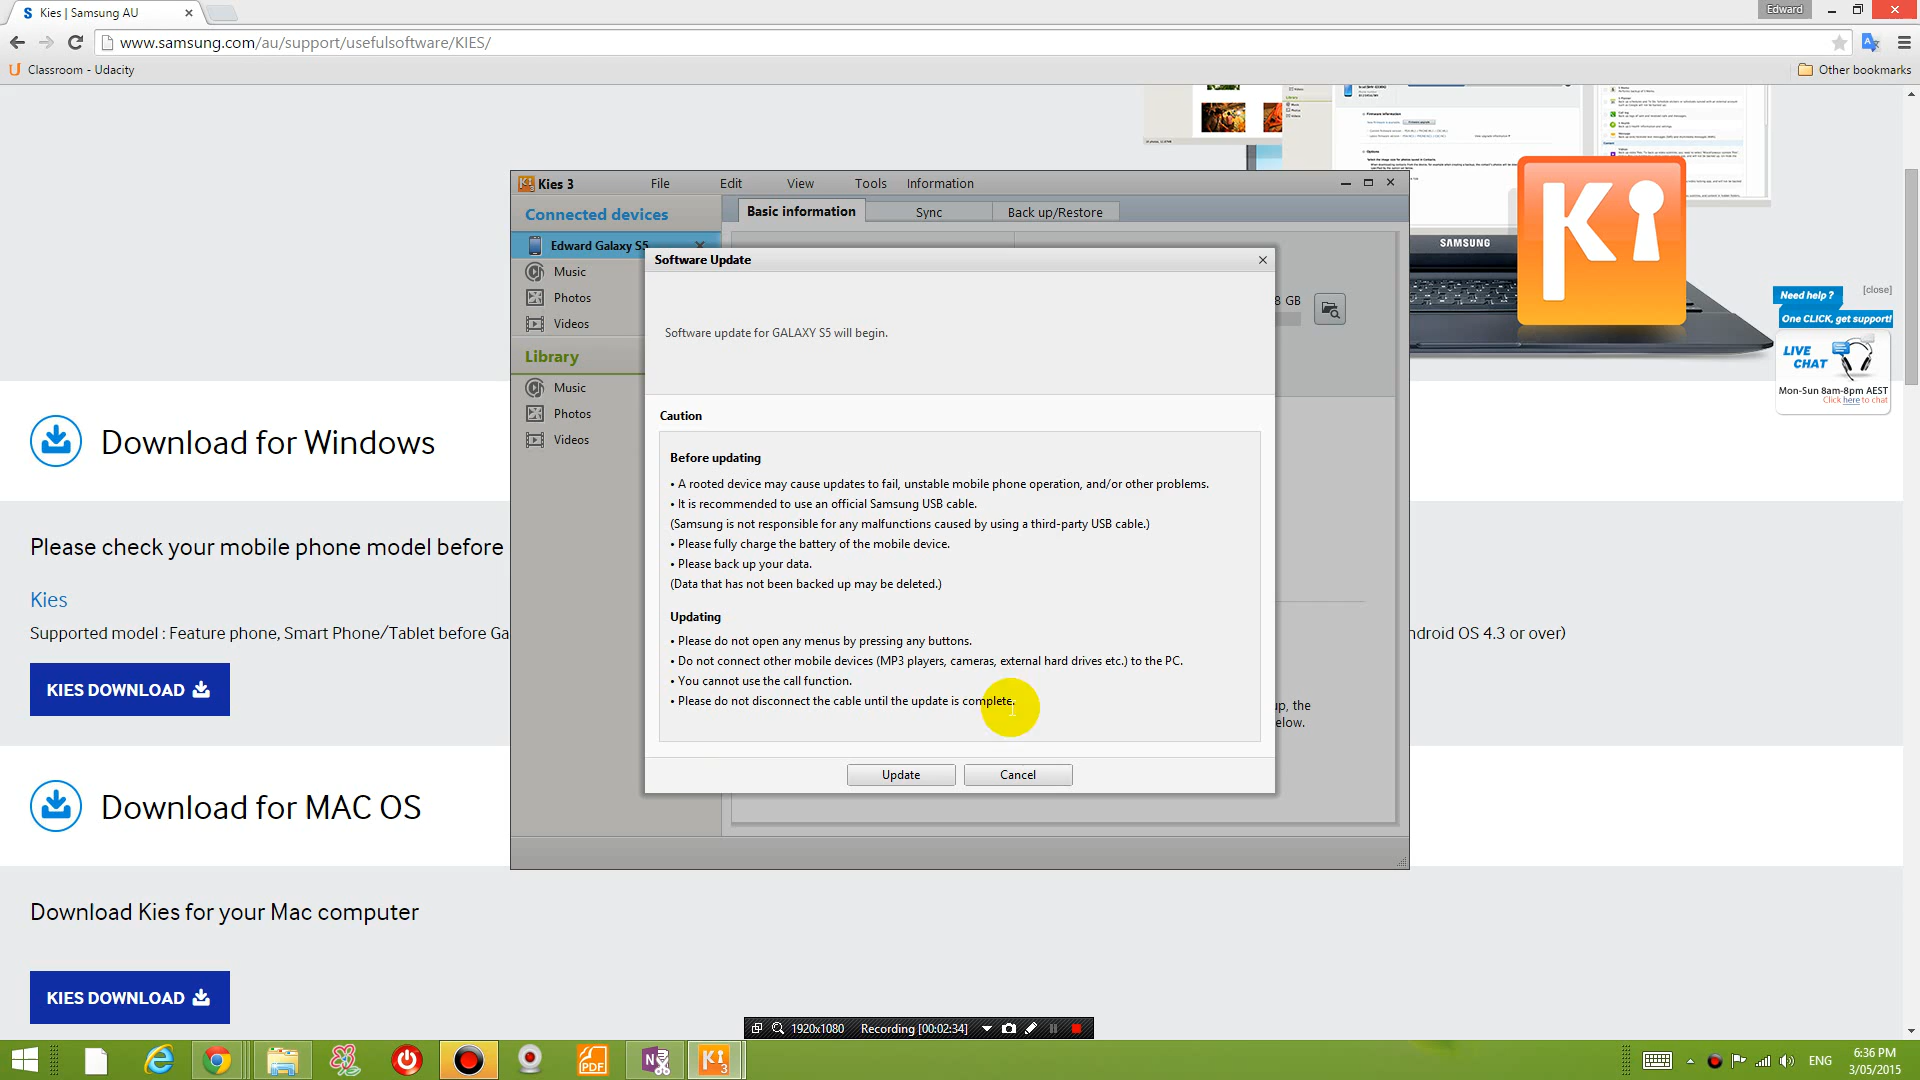 Kies | Samsung AU
Edward
www.samsung.com/au/support/usefulsoftware/KIES/
Classroom - Udacity
Other bookmarks
SAMSUNG
Ki
Need help ?
[close]
One CLICK, get support!
LIVE
CHAT
Mon-Sun 8am-8pm AEST
Click here to chat
Download for Windows
Please check your mobile phone model before
Kies
Supported model : Feature phone, Smart Phone/Tablet before Ga
ndroid OS 4.3 or over)
KIES DOWNLOAD
Download for MAC OS
Download Kies for your Mac computer
KIES DOWNLOAD
Kies 3
File
Edit
View
Tools
Information
Connected devices
Basic information
Sync
Back up/Restore
Edward Galaxy S5
Music
Photos
Videos
Library
Music
Photos
Videos
8 GB
up, the
elow.
Software Update
Software update for GALAXY S5 will begin.
Caution
Before updating
• A rooted device may cause updates to fail, unstable mobile phone operation, and/or other problems.
• It is recommended to use an official Samsung USB cable.
(Samsung is not responsible for any malfunctions caused by using a third-party USB cable.)
• Please fully charge the battery of the mobile device.
• Please back up your data.
(Data that has not been backed up may be deleted.)
Updating
• Please do not open any menus by pressing any buttons.
• Do not connect other mobile devices (MP3 players, cameras, external hard drives etc.) to the PC.
• You cannot use the call function.
• Please do not disconnect the cable until the update is complete.
Update
Cancel
1920x1080
Recording [00:02:34]
PDF
ENG
6:36 PM
3/05/2015